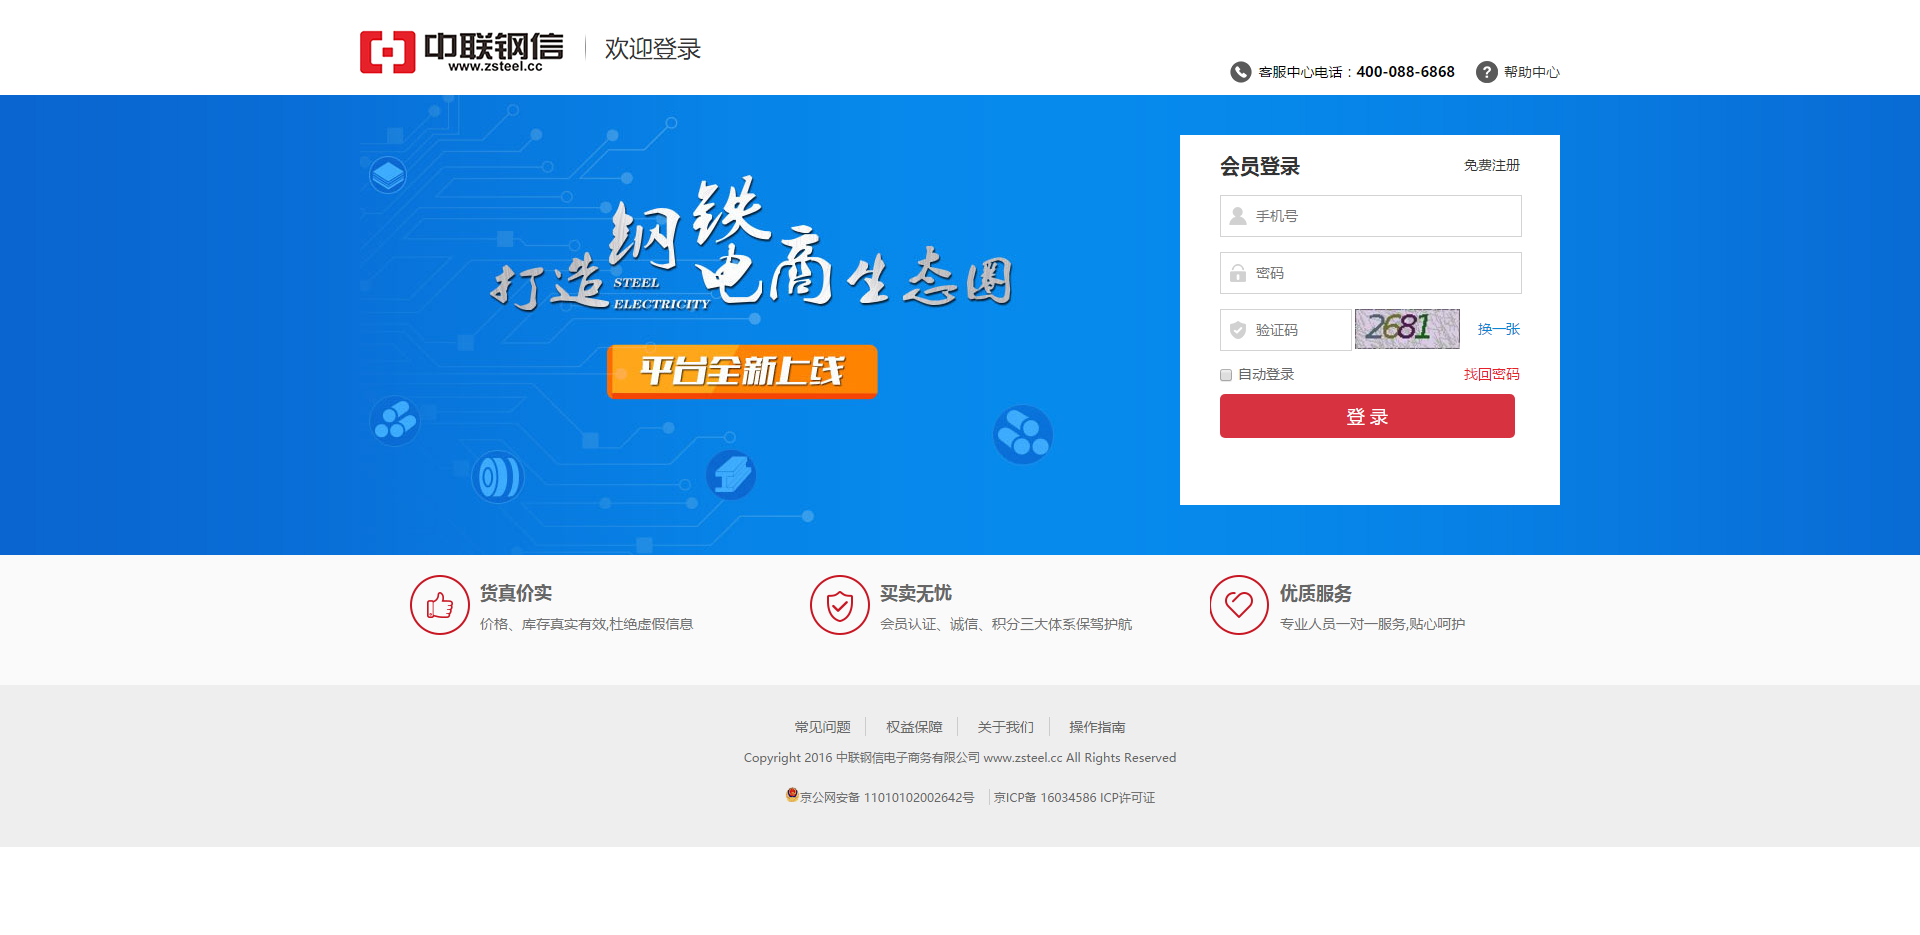 中联钢信
www.zsteel.cc
欢迎登录
客服中心电话：400-088-6868
帮助中心
打造钢铁电商生态圈
STEEL
ELECTRICITY
平台全新上线
会员登录
免费注册
手机号
密码
验证码
2681
换一张
自动登录
找回密码
登 录
货真价实
价格、库存真实有效,杜绝虚假信息
买卖无忧
会员认证、诚信、积分三大体系保驾护航
优质服务
专业人员一对一服务,贴心呵护
常见问题 权益保障 关于我们 操作指南
Copyright 2016 中联钢信电子商务有限公司 www.zsteel.cc All Rights Reserved
京公网安备 11010102002642号 京ICP备 16034586 ICP许可证